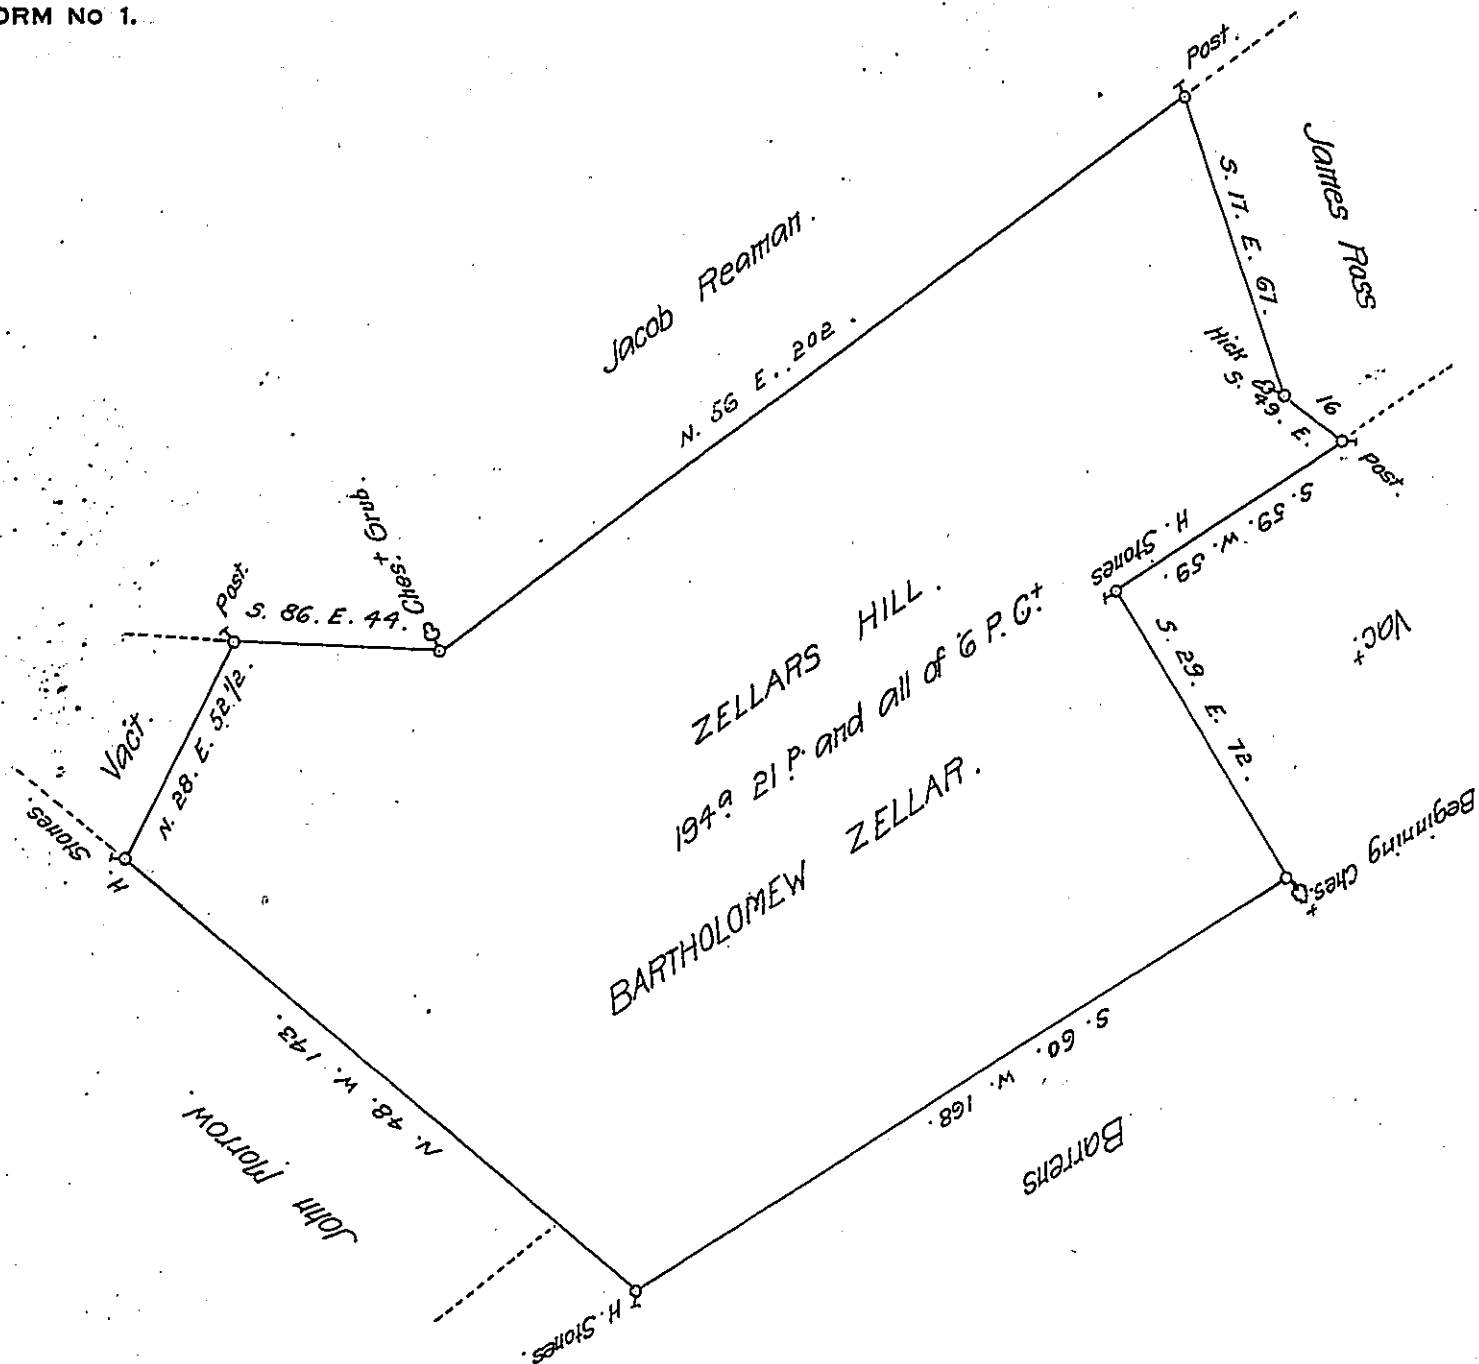 ORM No 1.
Post.
James Ross
S. 17. E. 67.
Jacob Reaman.
N. 56 E. 202.
Hick
S. 49. E. 16
Post.
S. 59. W. 59.
H. Stones
Ches.t Grub.
Post.
S. 86. E. 44.
Vac.t
S. 29. E. 72.
ZELLARS HILL.
194a 21 P. and all of 6 P. Ct.
BARTHOLOMEW ZELLAR.
Vact.
N. 28. E. 52 1/2.
H. Stones.
Beginning Ches.t
S. 60. W. 168.
Barrens
N. 48. W. 143.
John Morrow.
H. Stones.